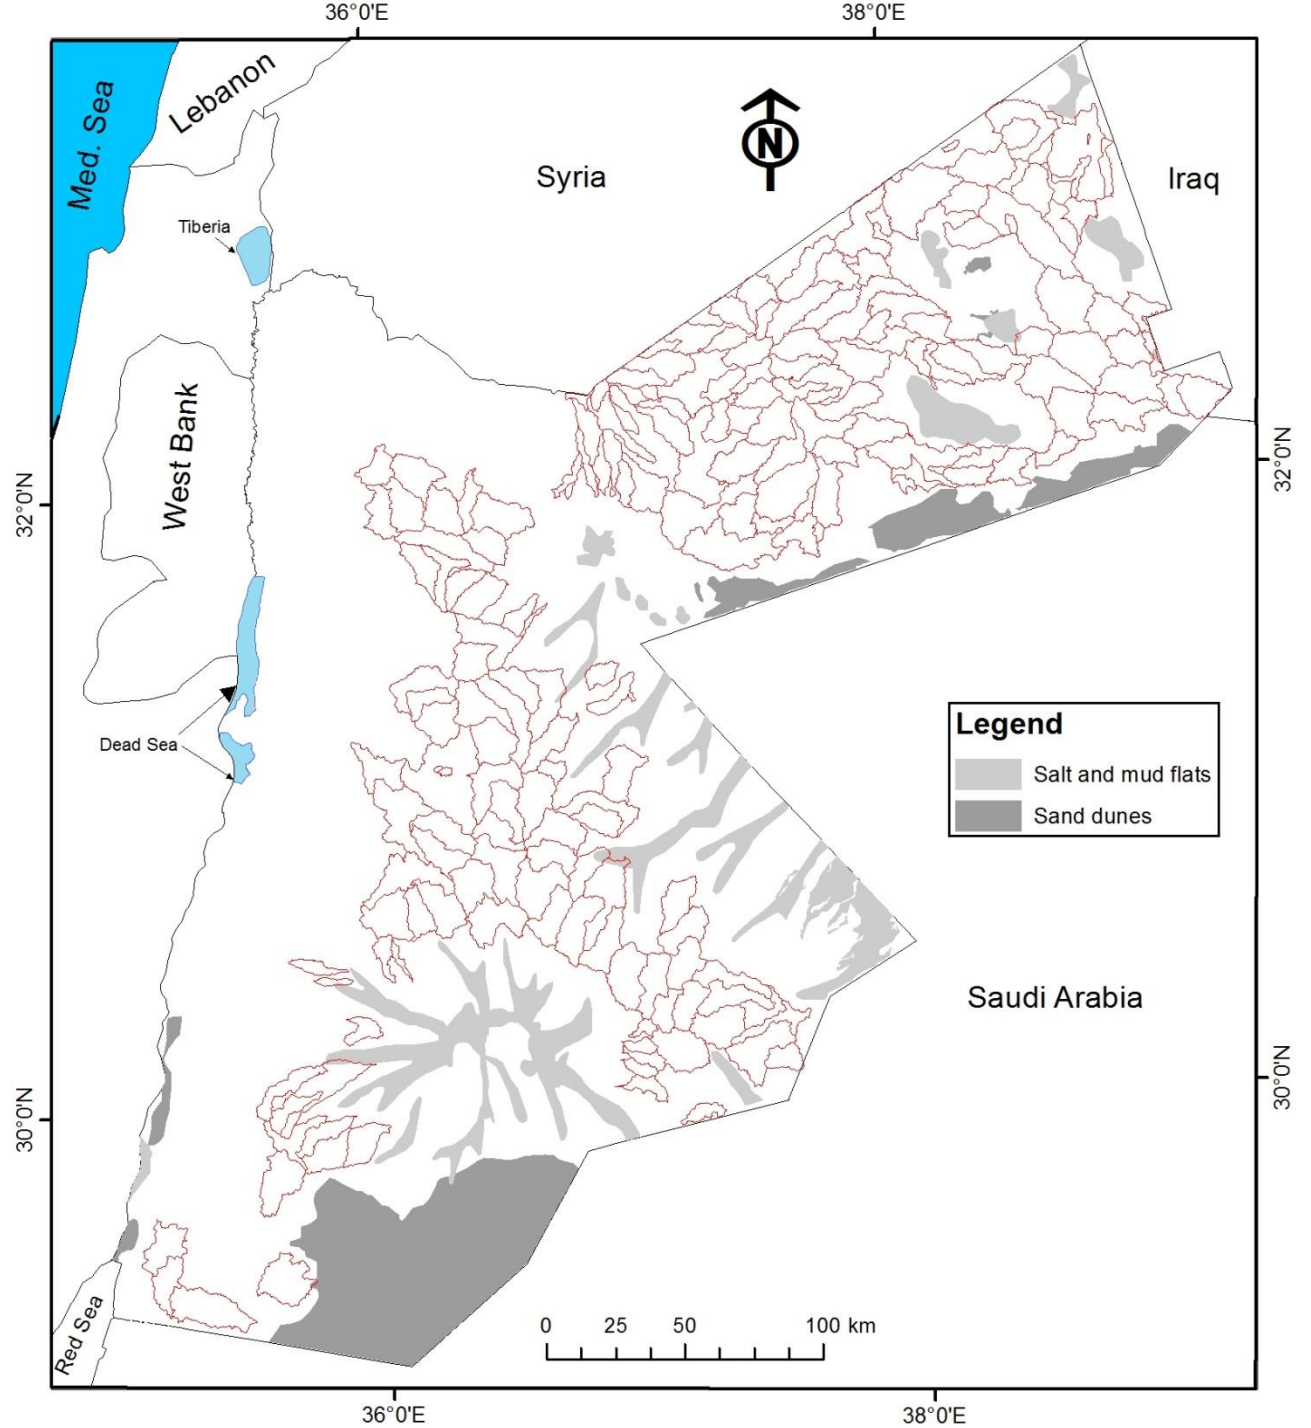 36°0'E
38°0'E
Med. Sea
Lebanon
Syria
N
Iraq
Tiberia
West Bank
32°0'N
32°0'N
Dead Sea
Legend
Salt and mud flats
Sand dunes
Saudi Arabia
30°0'N
30°0'N
Red Sea
0 25 50 100 km
36°0'E
38°0'E